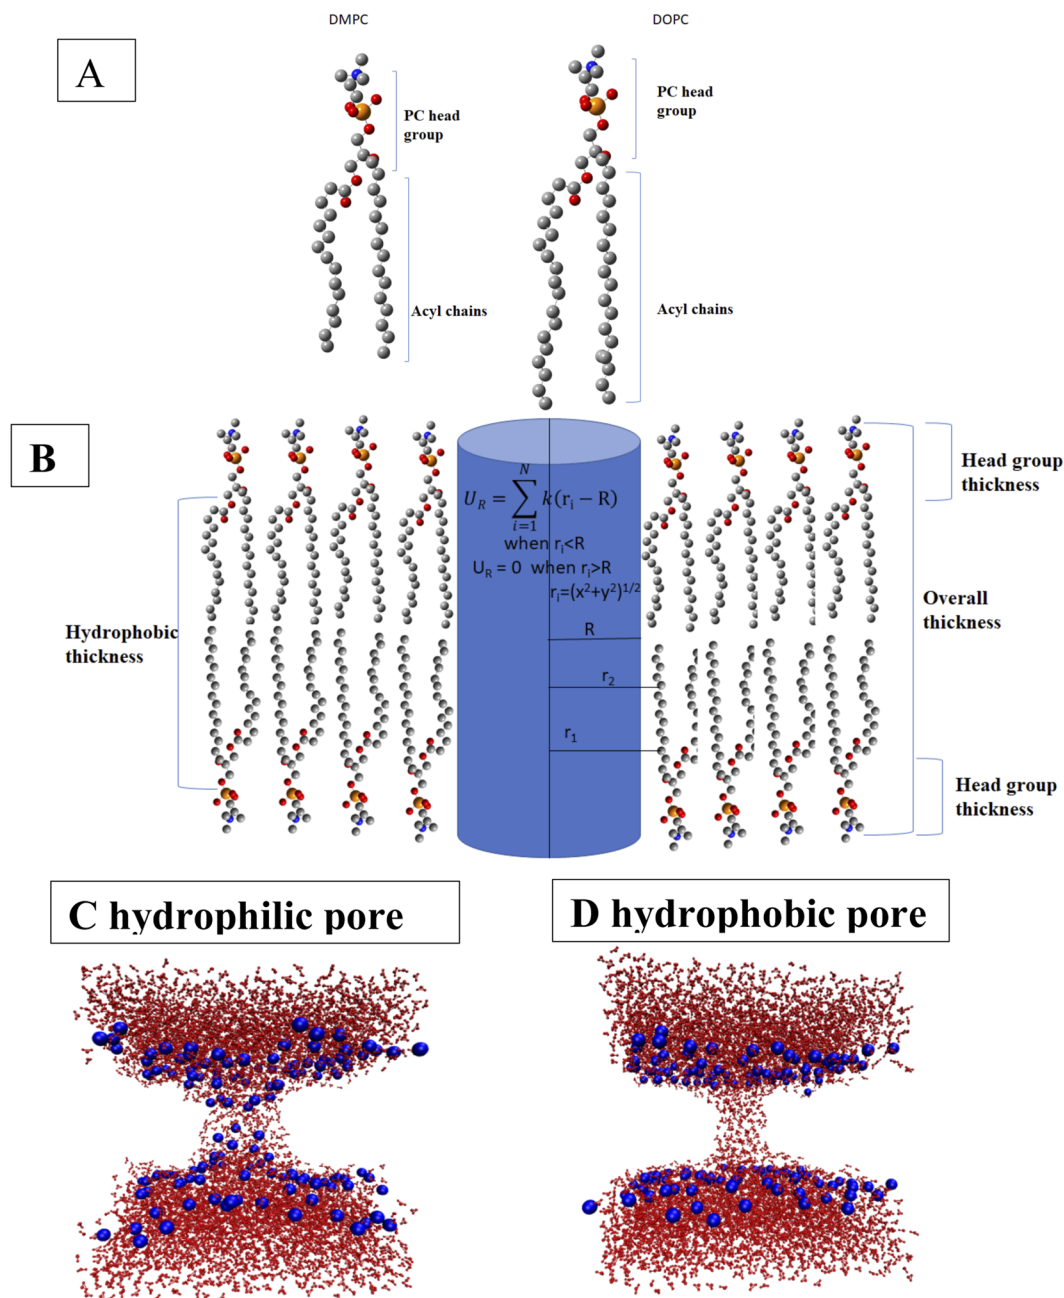 DMPC
DOPC
A
PC head
group
PC head
group
Acyl chains
Acyl chains
B
Head group
thickness
N
U_R = ∑ k(r_i − R)
i=1
when r_i<R
U_R = 0 when r_i>R
r_i=(x²+y²)^1/2
Hydrophobic
thickness
Overall
thickness
R
r₂
r₁
Head group
thickness
C hydrophilic pore
D hydrophobic pore